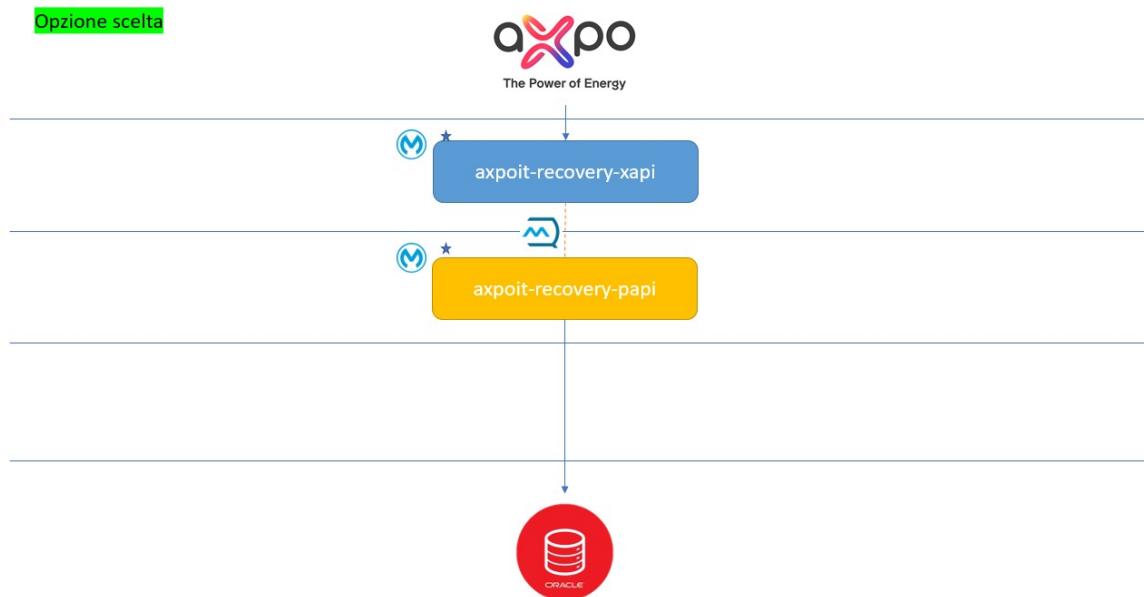 Opzione scelta
axpo
The Power of Energy
axpoit-recovery-xapi
axpoit-recovery-papi
ORACLE